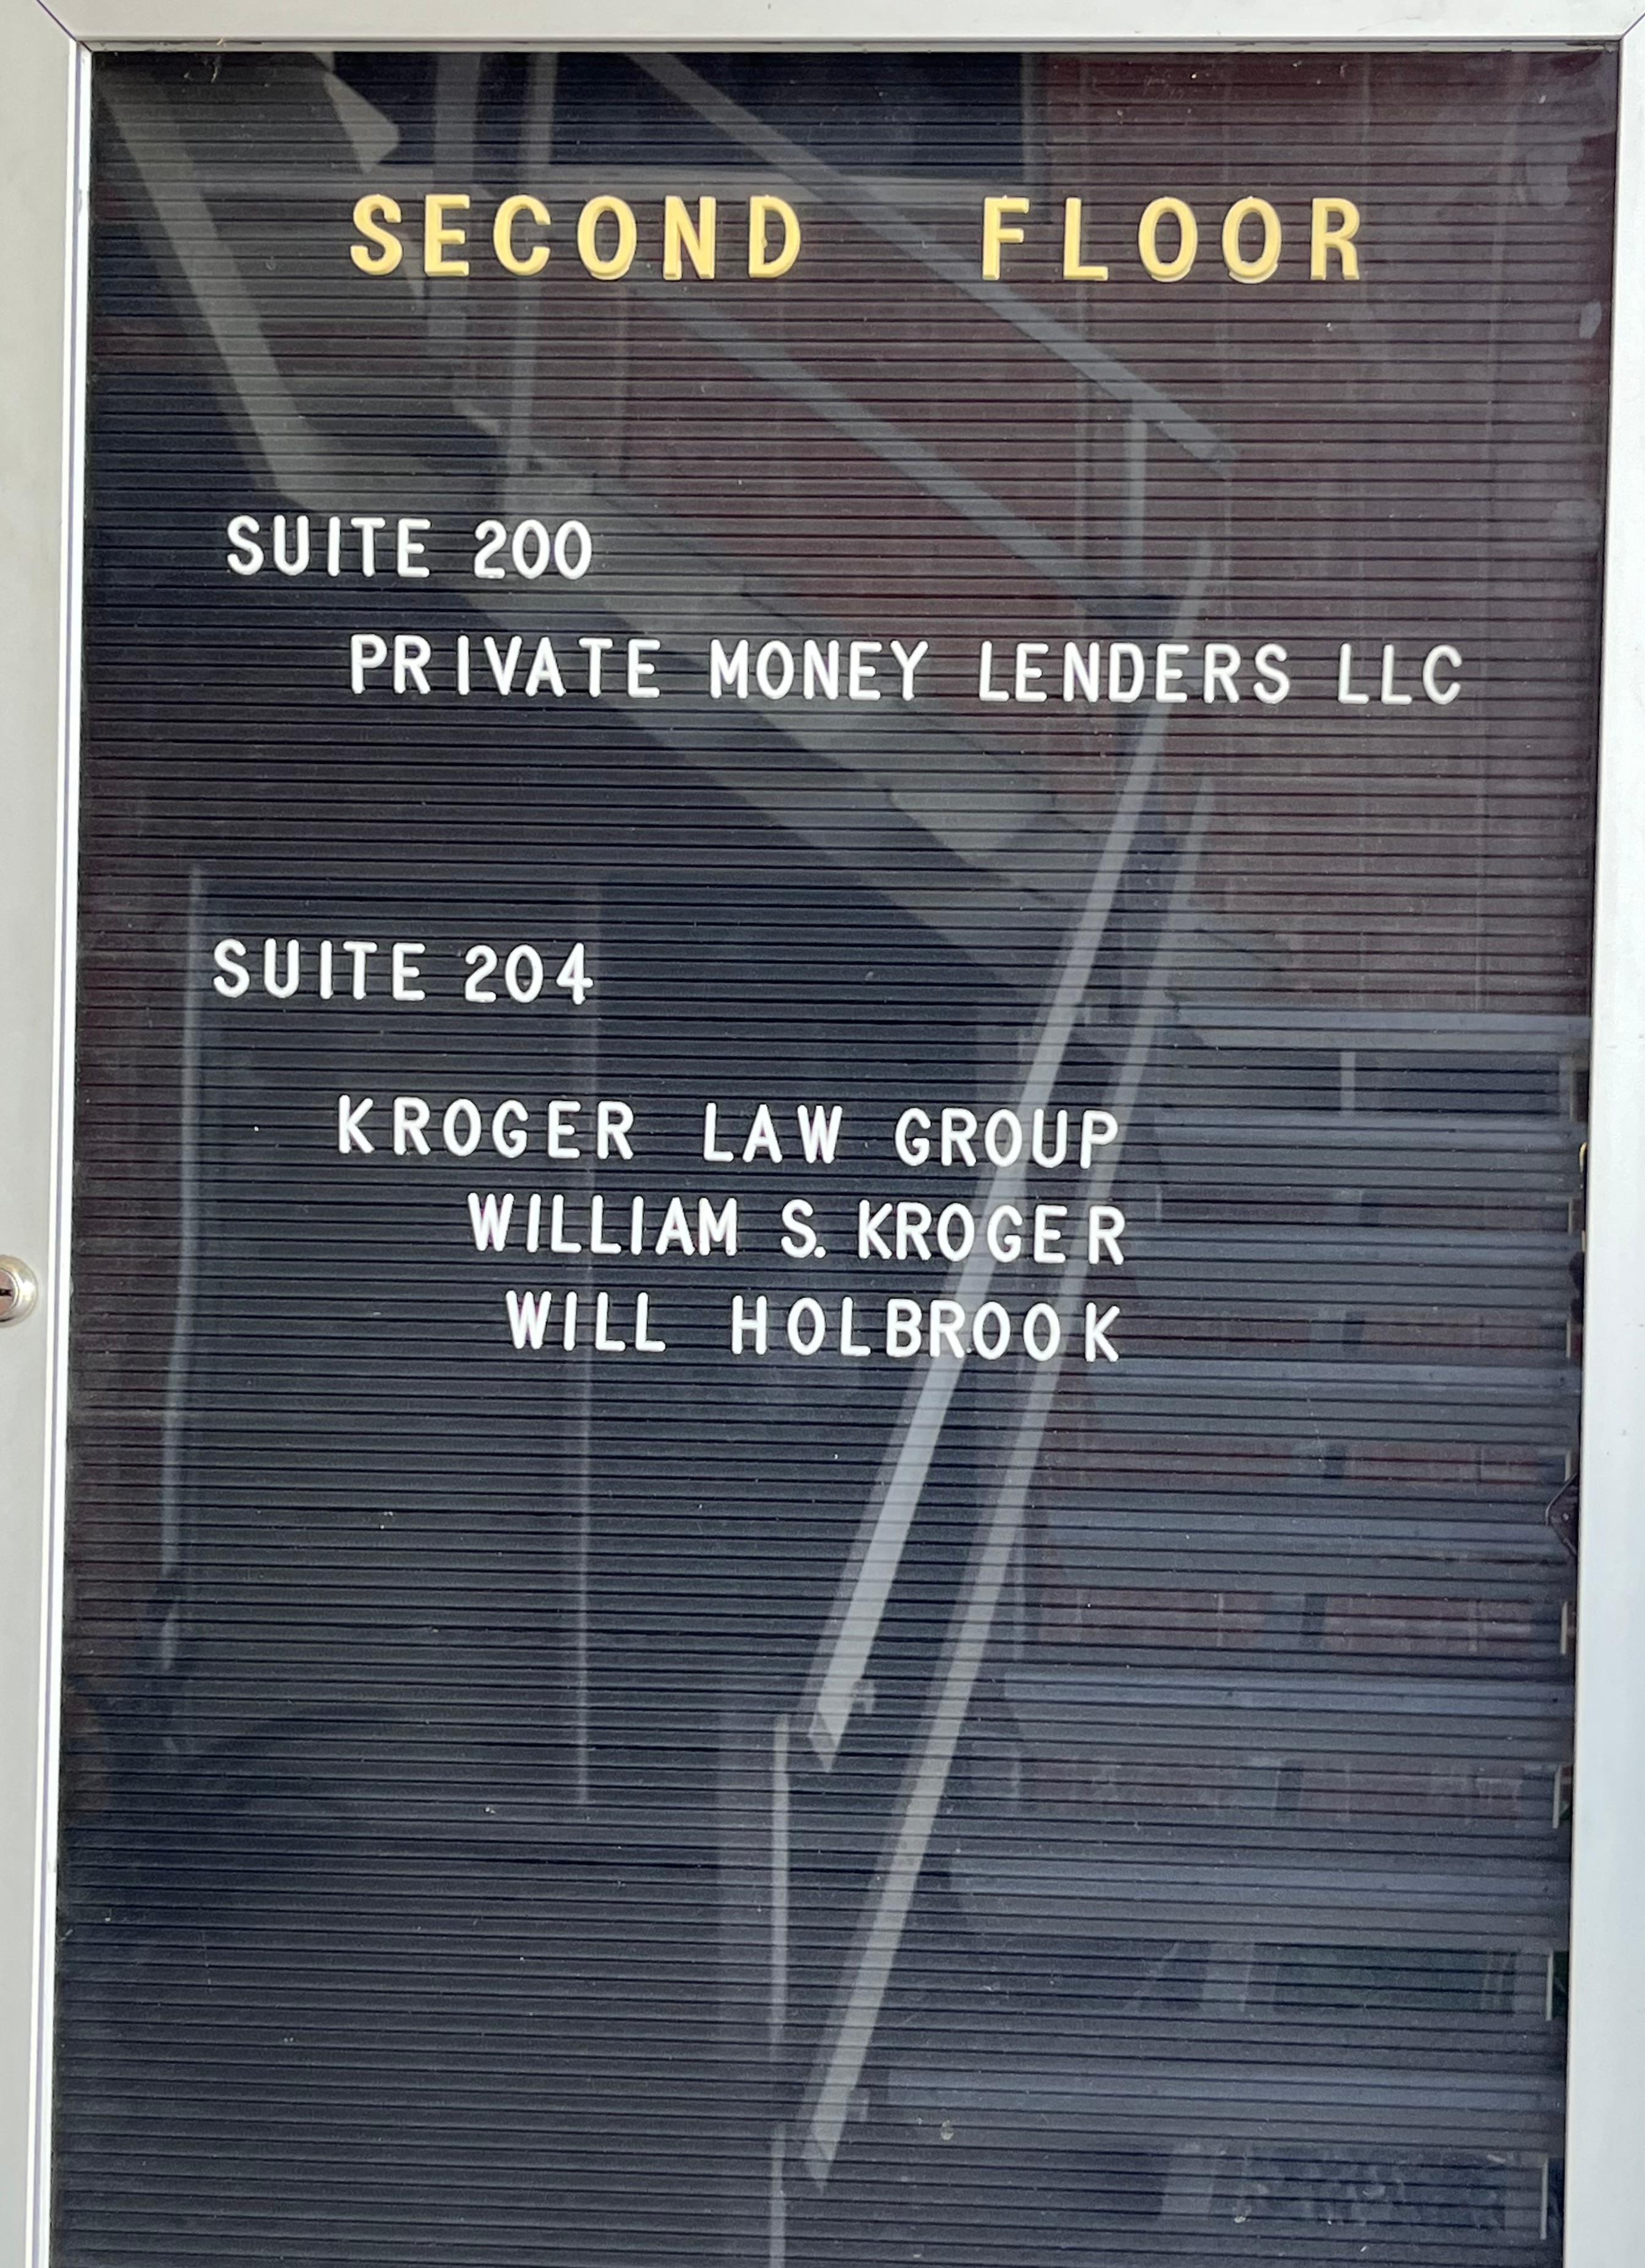 SECOND FLOOR
SUITE 200
PRIVATE MONEY LENDERS LLC
SUITE 204
KROGER LAW GROUP
WILLIAM S. KROGER
WILL HOLBROOK